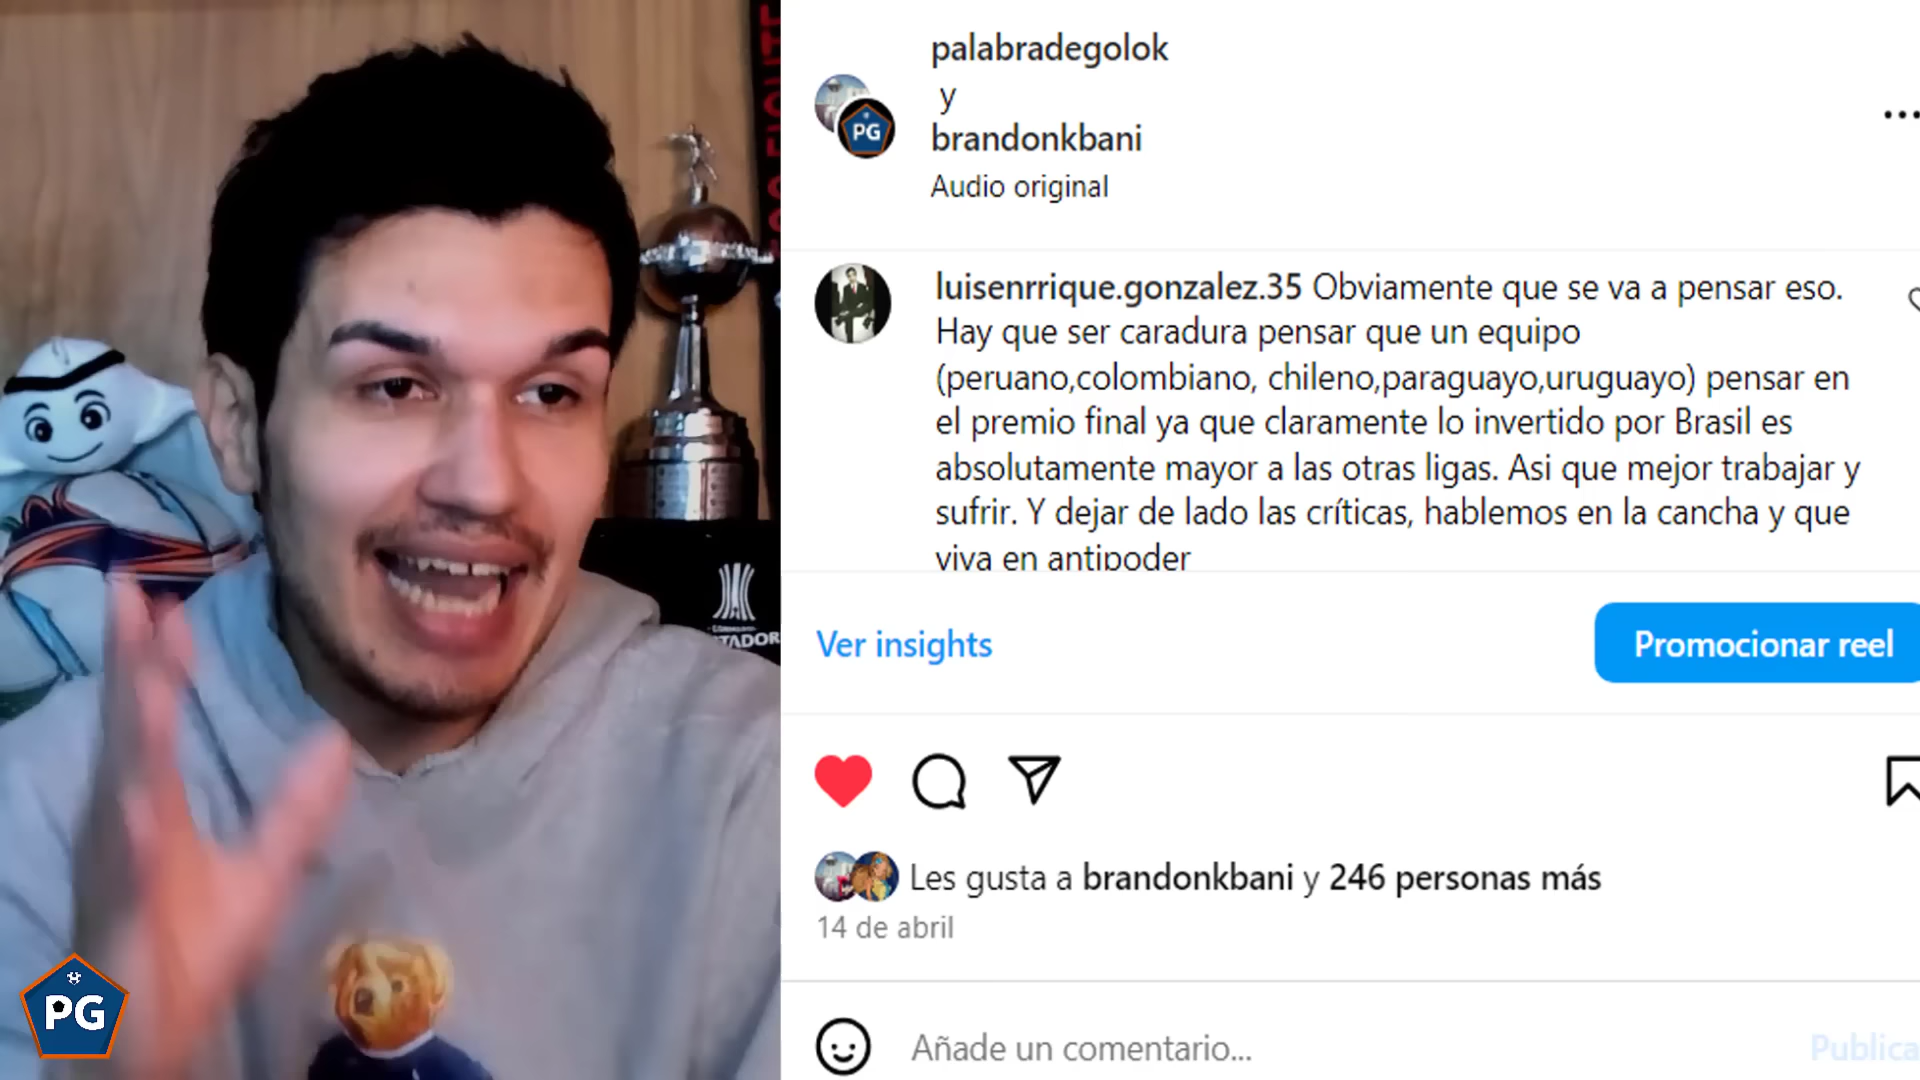 palabradegolok
y
brandonkbani
Audio original
PG
luisenrrique.gonzalez.35 Obviamente que se va a pensar eso.
Hay que ser caradura pensar que un equipo
(peruano,colombiano, chileno,paraguayo,uruguayo) pensar en
el premio final ya que claramente lo invertido por Brasil es
absolutamente mayor a las otras ligas. Asi que mejor trabajar y
sufrir. Y dejar de lado las críticas, hablemos en la cancha y que
viva en antipoder
Ver insights
Promocionar reel
Les gusta a brandonkbani y 246 personas más
14 de abril
Añade un comentario...
Publica
TADOR
PG